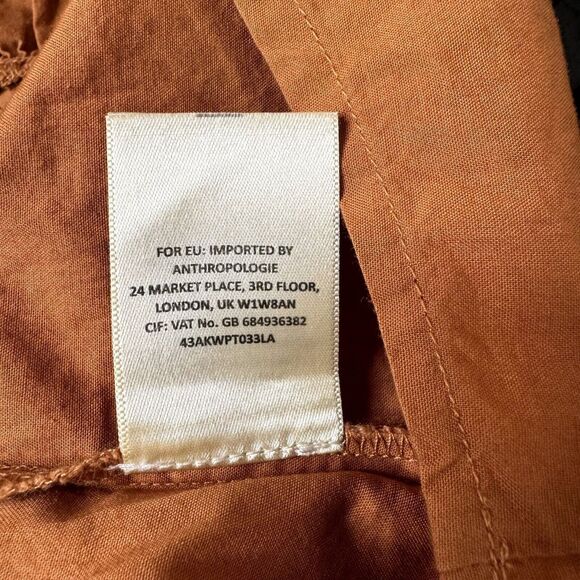 FOR EU: IMPORTED BY
ANTHROPOLOGIE
24 MARKET PLACE, 3RD FLOOR,
LONDON, UK W1W8AN
CIF: VAT No. GB 684936382
43AKWPT033LA